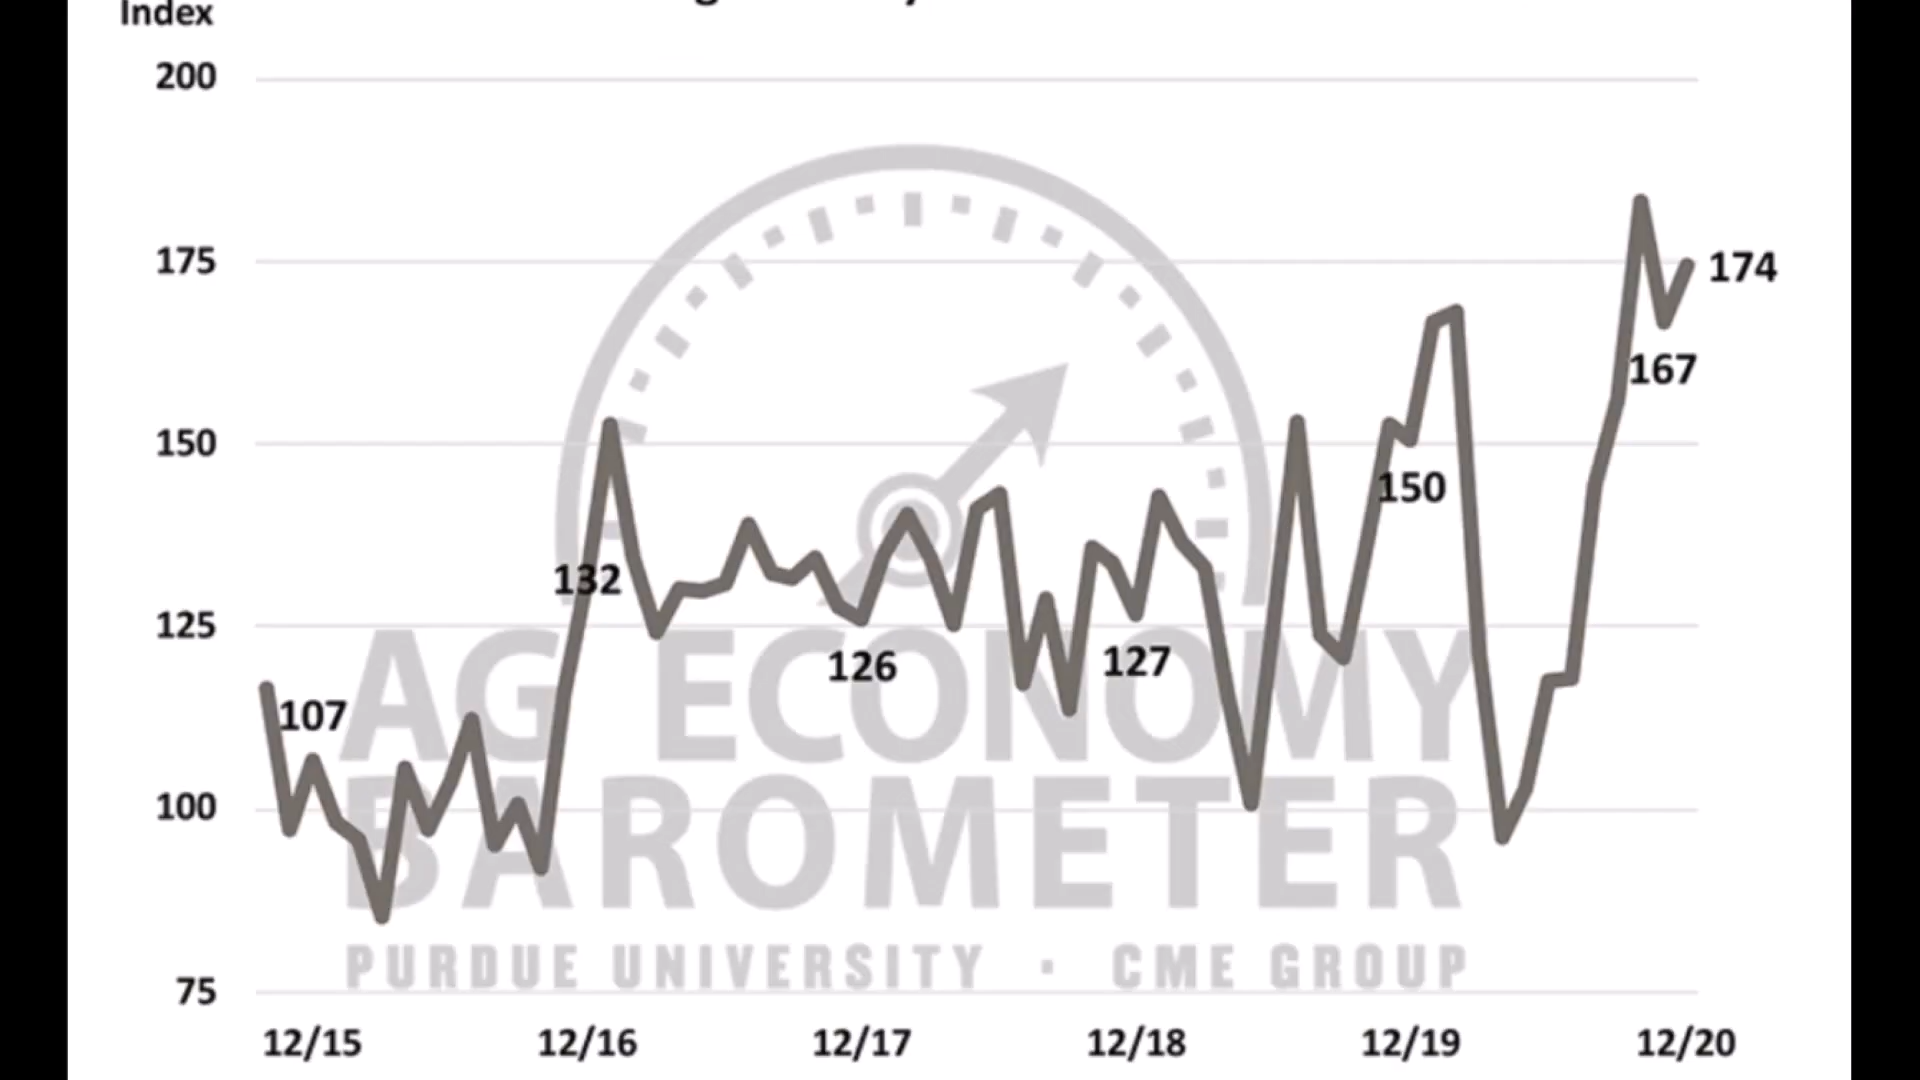 Index
200
175
174
167
150
150
132
125
127
126
107
AG ECONOMY
100
BAROMETER
PURDUE UNIVERSITY · CME GROUP
75
12/15 12/16 12/17 12/18 12/19 12/20